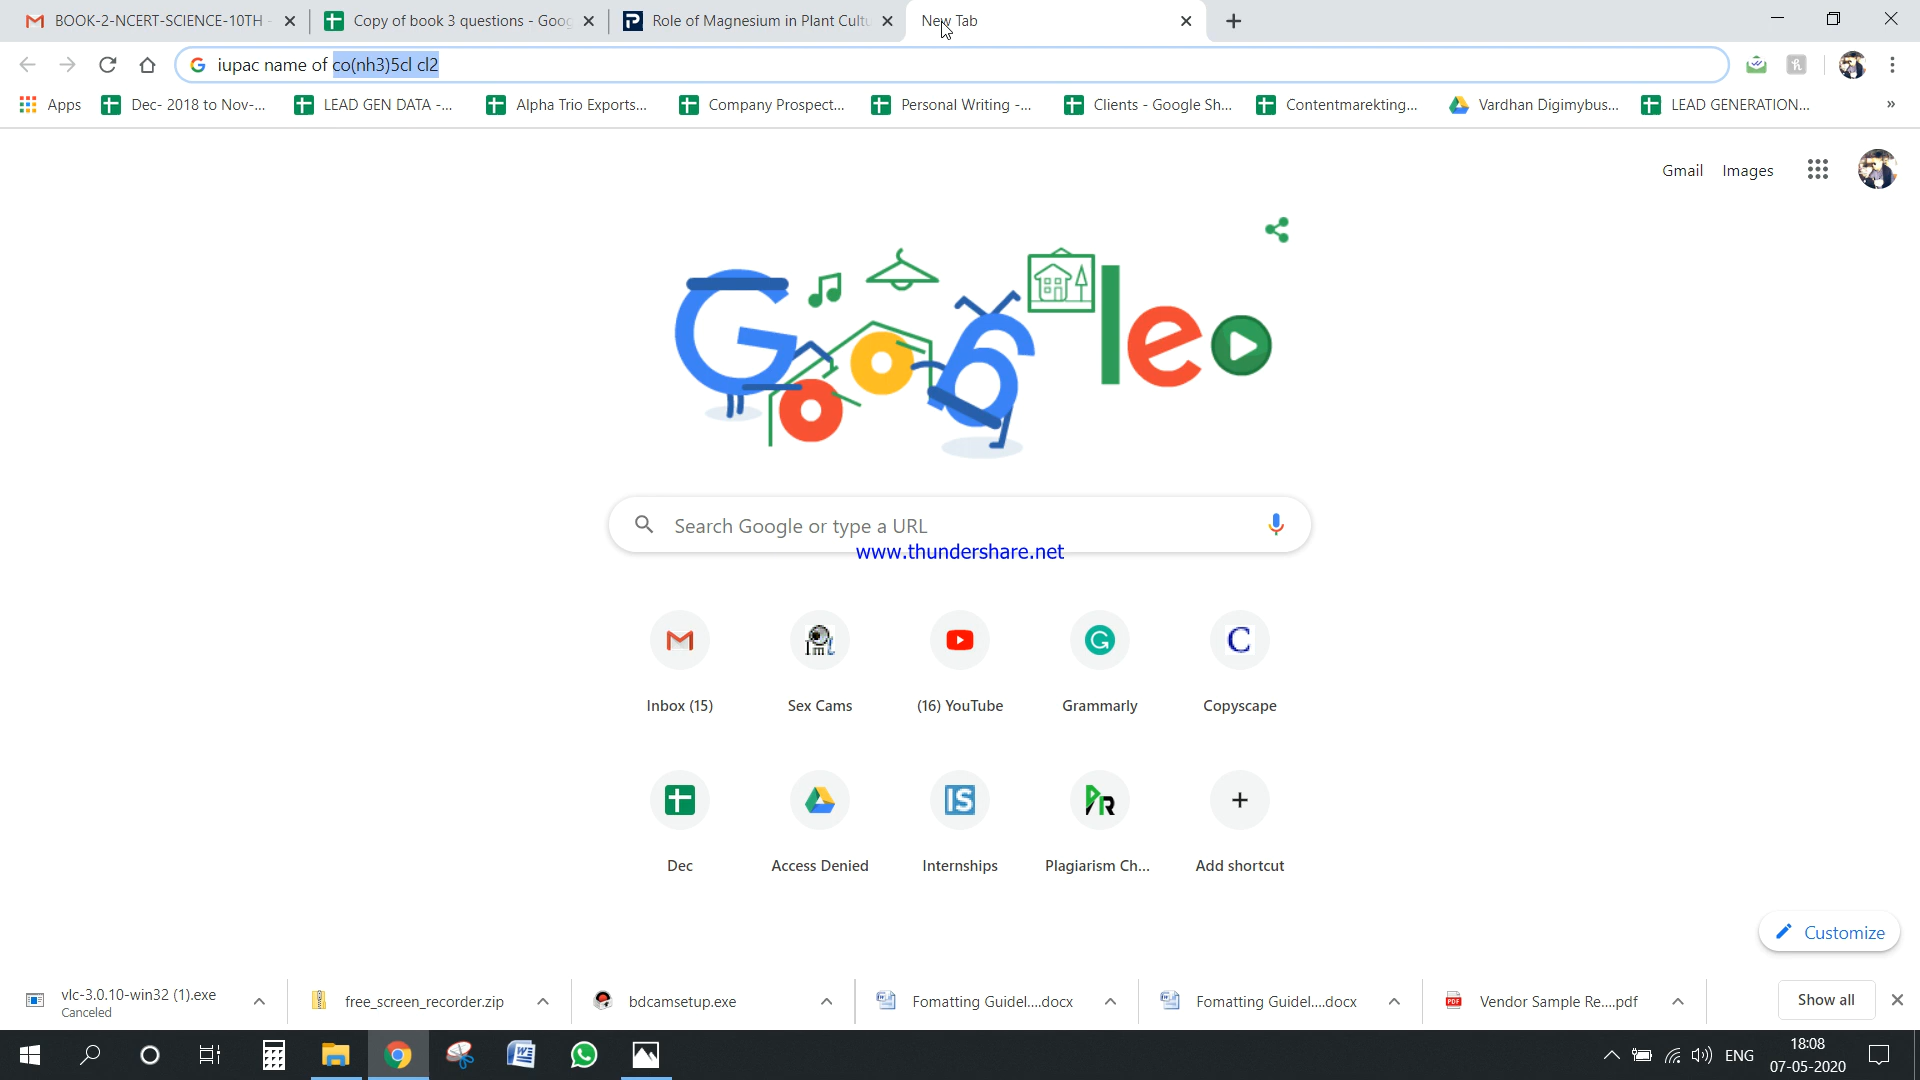 BOOK-2-NCERT-SCIENCE-10TH -
Copy of book 3 questions - Goog
Role of Magnesium in Plant Cultu
New Tab
iupac name of co(nh3)5cl cl2
Apps
Dec- 2018 to Nov-...
LEAD GEN DATA -...
Alpha Trio Exports...
Company Prospect...
Personal Writing -...
Clients - Google Sh...
Contentmarekting...
Vardhan Digimybus...
LEAD GENERATION...
Gmail
Images
Search Google or type a URL
www.thundershare.net
Inbox (15)
Sex Cams
(16) YouTube
Grammarly
Copyscape
Dec
Access Denied
Internships
Plagiarism Ch...
Add shortcut
Customize
vlc-3.0.10-win32 (1).exe
Canceled
free_screen_recorder.zip
bdcamsetup.exe
Fomatting Guidel....docx
Fomatting Guidel....docx
Vendor Sample Re....pdf
Show all
ENG
18:08
07-05-2020